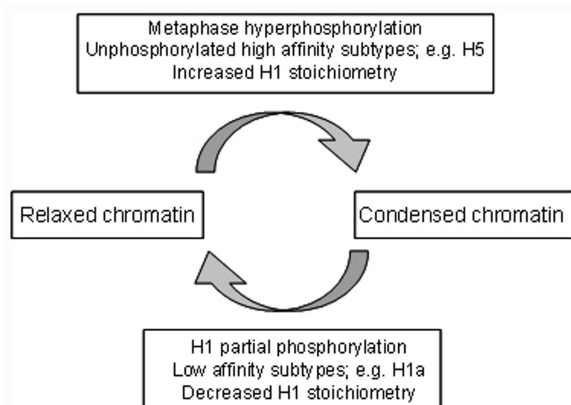 Metaphase hyperphosphorylation
Unphosphorylated high affinity subtypes; e.g. H5
Increased H1 stoichiometry
Relaxed chromatin
Condensed chromatin
H1 partial phosphorylation
Low affinity subtypes; e.g. H1a
Decreased H1 stoichiometry